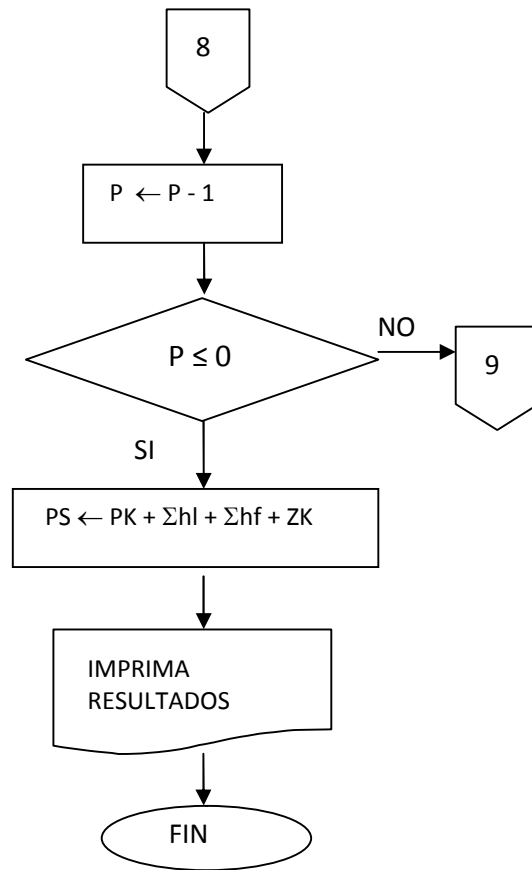 8
P ← P - 1
P ≤ 0
NO
9
SI
PS ← PK + Σhl + Σhf + ZK
IMPRIMA
RESULTADOS
FIN